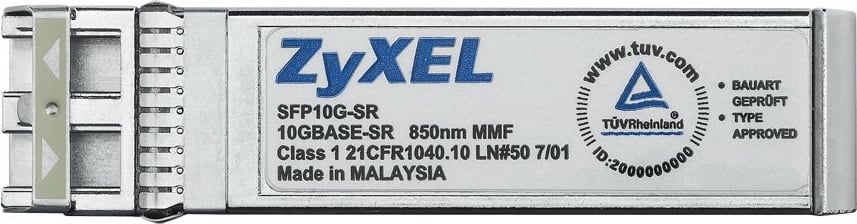 ZyXEL
SFP10G-SR
10GBASE-SR 850nm MMF
Class 1 21CFR1040.10 LN#50 7/01
Made in MALAYSIA
www.tuv.com
TÜVRheinland®
ID:2000000000
• BAUART
GEPRÜFT
• TYPE
APPROVED